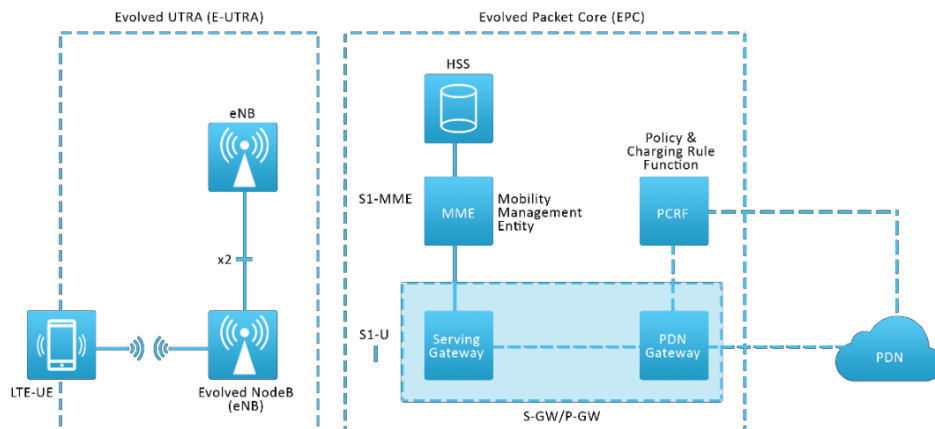 Evolved UTRA (E-UTRA)
Evolved Packet Core (EPC)
HSS
eNB
Policy &
Charging Rule
Function
S1-MME
MME
Mobility
Management
Entity
PCRF
x2
S1-U
Serving
Gateway
PDN
Gateway
PDN
LTE-UE
Evolved NodeB
(eNB)
S-GW/P-GW